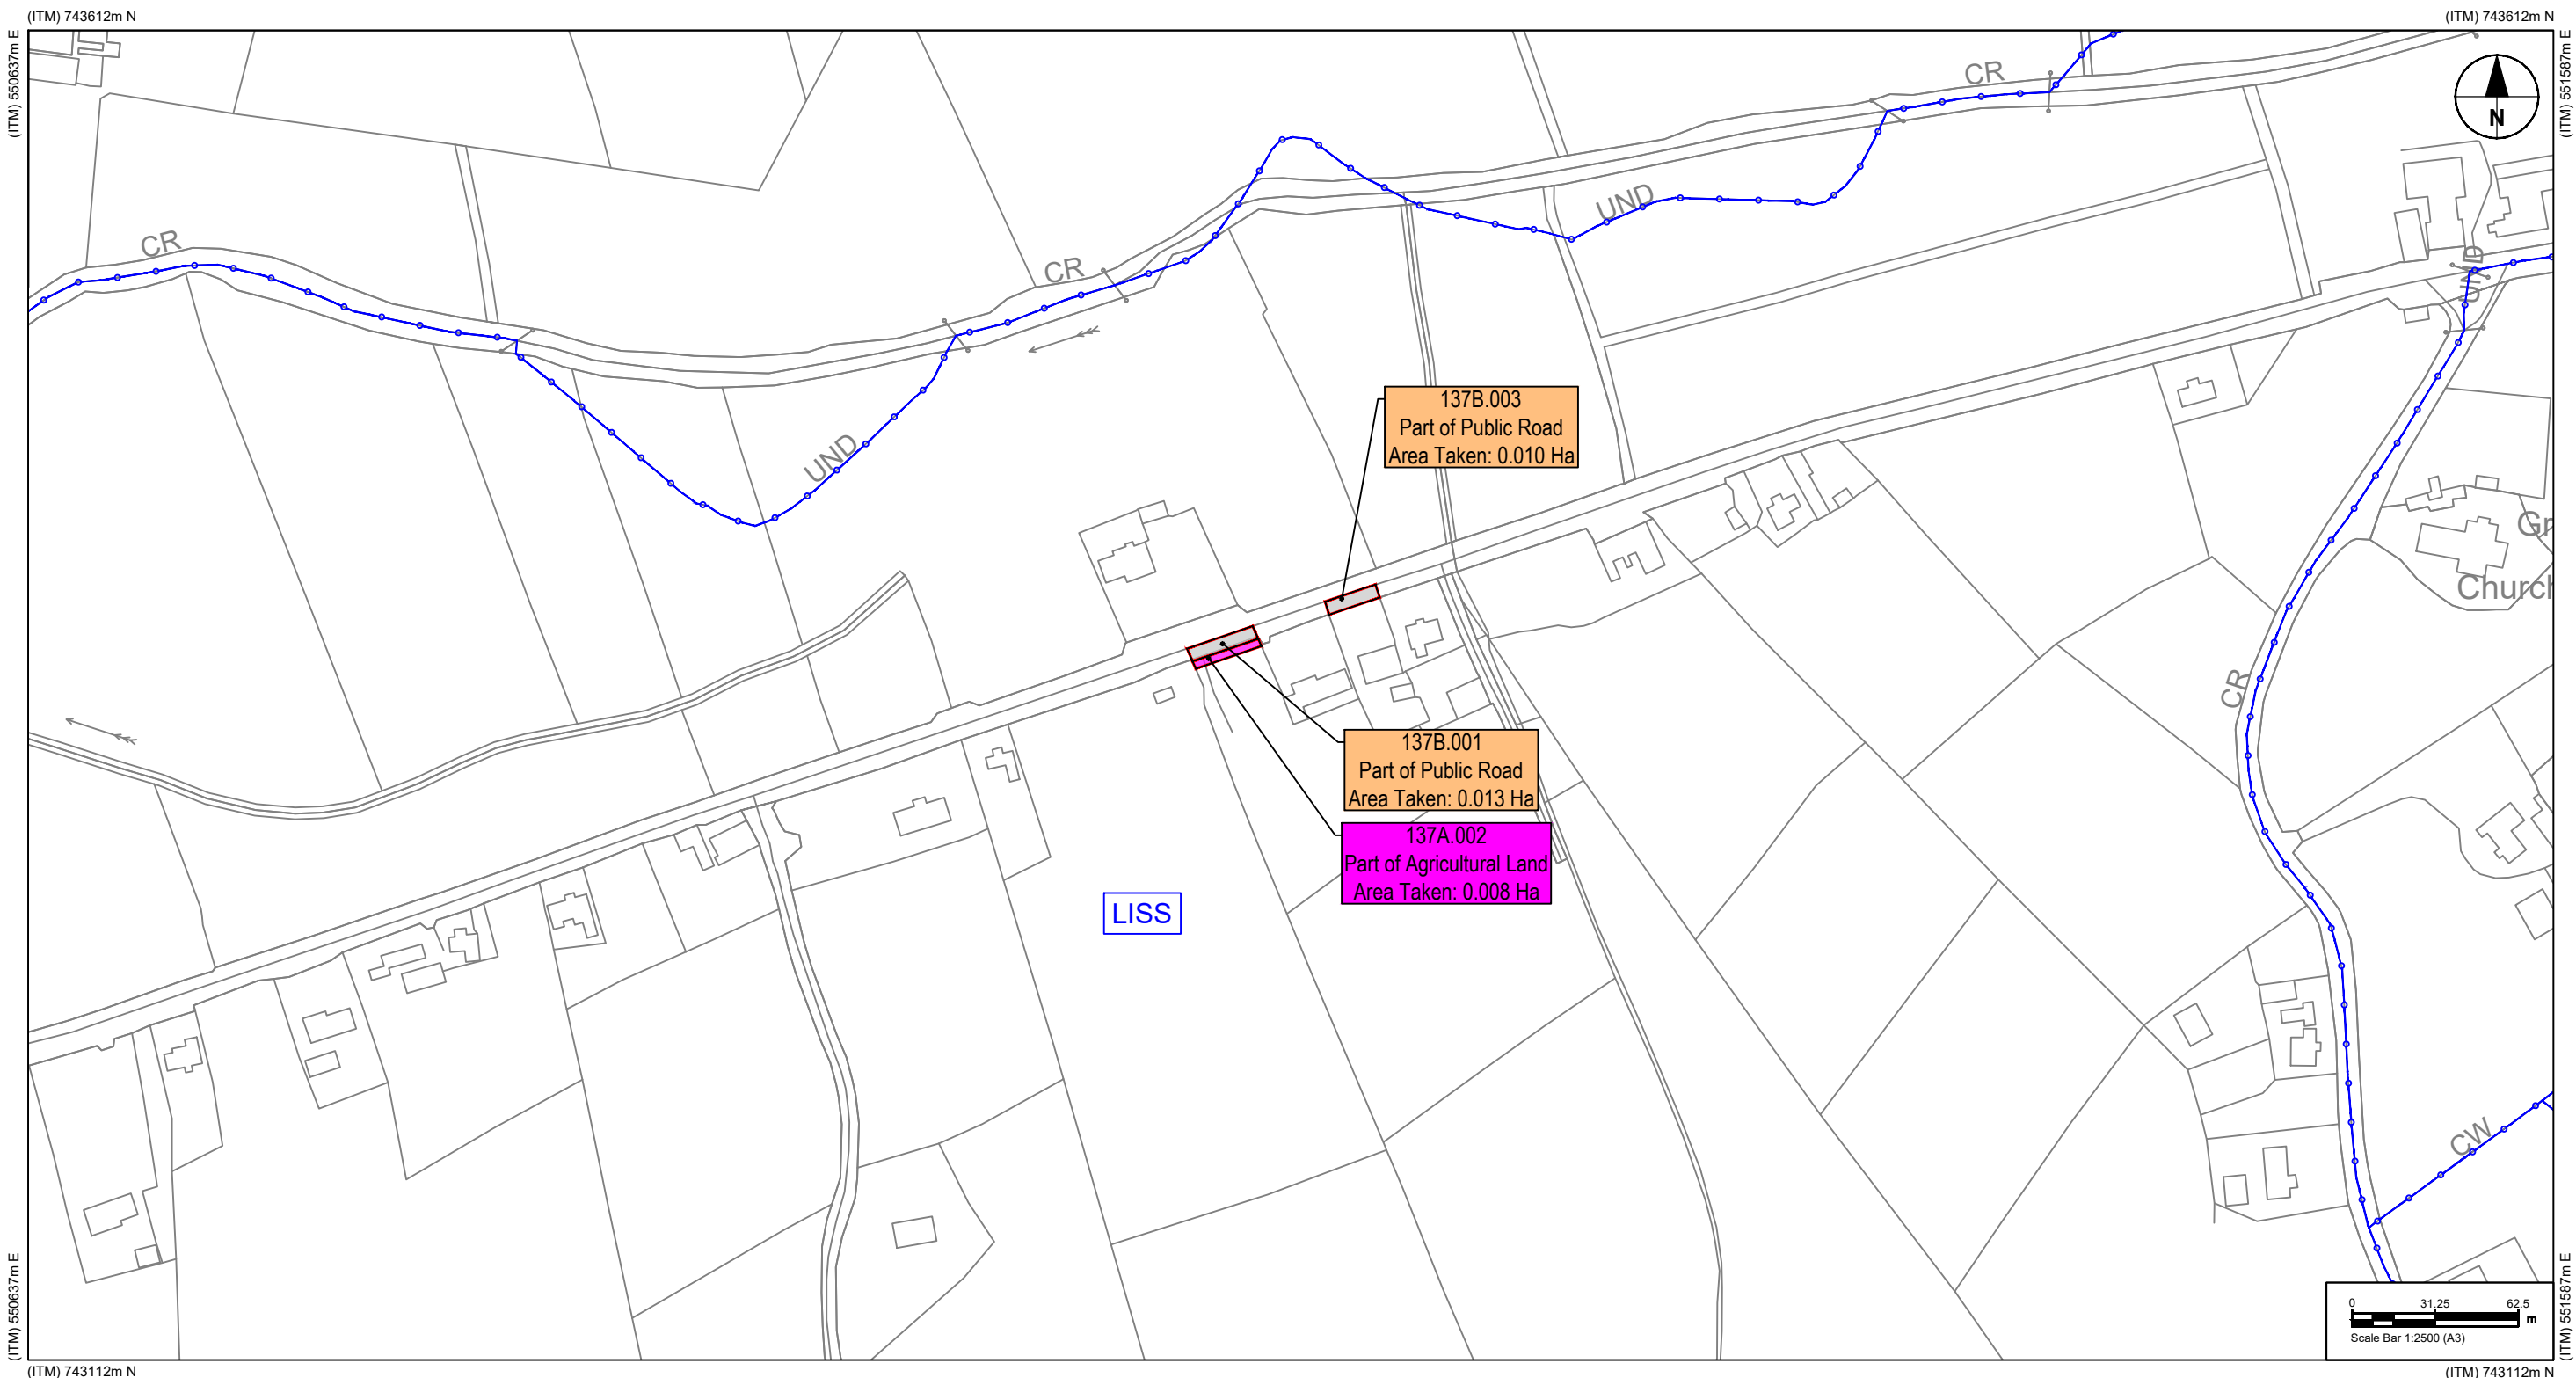 (ITM) 743612m N
(ITM) 743612m N
(ITM) 550637m E
(ITM) 551587m E
CR
N
CR
UND
CR
UND
137B.003
Part of Public Road
Area Taken: 0.010 Ha
UND
Gr
Church
CR
137B.001
Part of Public Road
Area Taken: 0.013 Ha
137A.002
Part of Agricultural Land
Area Taken: 0.008 Ha
LISS
CW
(ITM) 550637m E
(ITM) 551587m E
0 31.25 62.5
m
Scale Bar 1:2500 (A3)
(ITM) 743112m N
(ITM) 743112m N